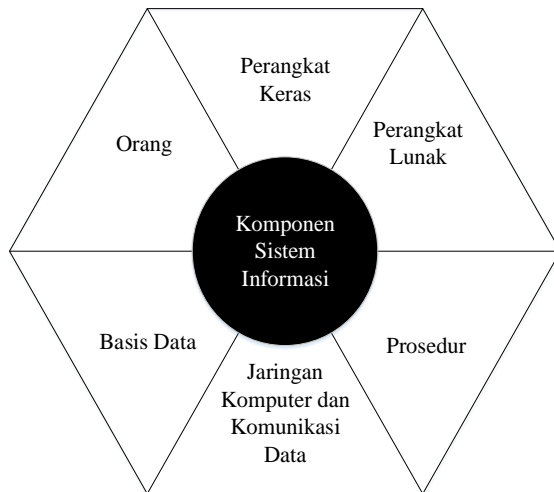 Perangkat
Keras
Orang
Perangkat
Lunak
Komponen
Sistem
Informasi
Basis Data
Prosedur
Jaringan
Komputer dan
Komunikasi
Data